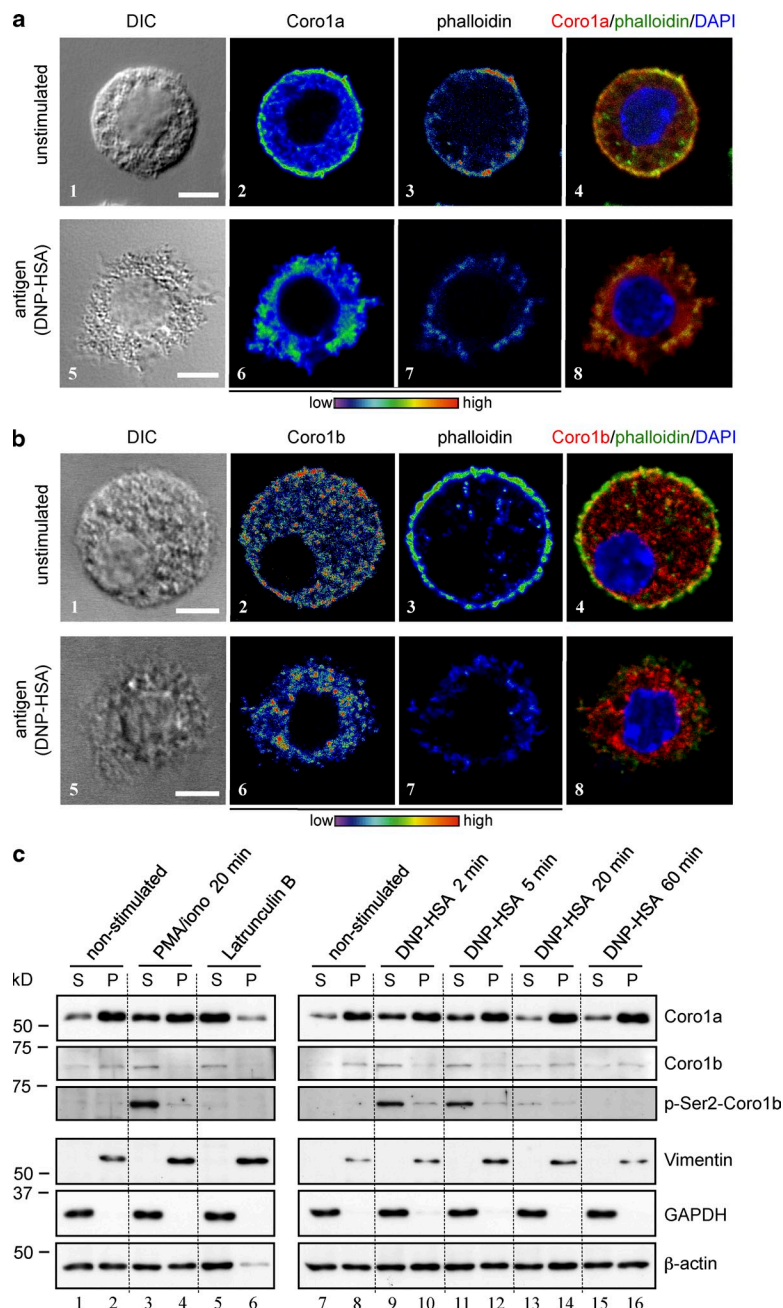 a
DIC Coro1a phalloidin Coro1a/phalloidin/DAPI
unstimulated
1 2 3 4
antigen
(DNP-HSA)
5 6 7 8
low high
b
DIC Coro1b phalloidin Coro1b/phalloidin/DAPI
unstimulated
1 2 3 4
antigen
(DNP-HSA)
5 6 7 8
low high
c
non-stimulated PMA/iono 20 min Latrunculin B non-stimulated DNP-HSA 2 min DNP-HSA 5 min DNP-HSA 20 min DNP-HSA 60 min
kD S P S P S P S P S P S P S P S P
50 Coro1a
75
Coro1b
75
p-Ser2-Coro1b
Vimentin
50
37
GAPDH
50
β-actin
1 2 3 4 5 6 7 8 9 10 11 12 13 14 15 16